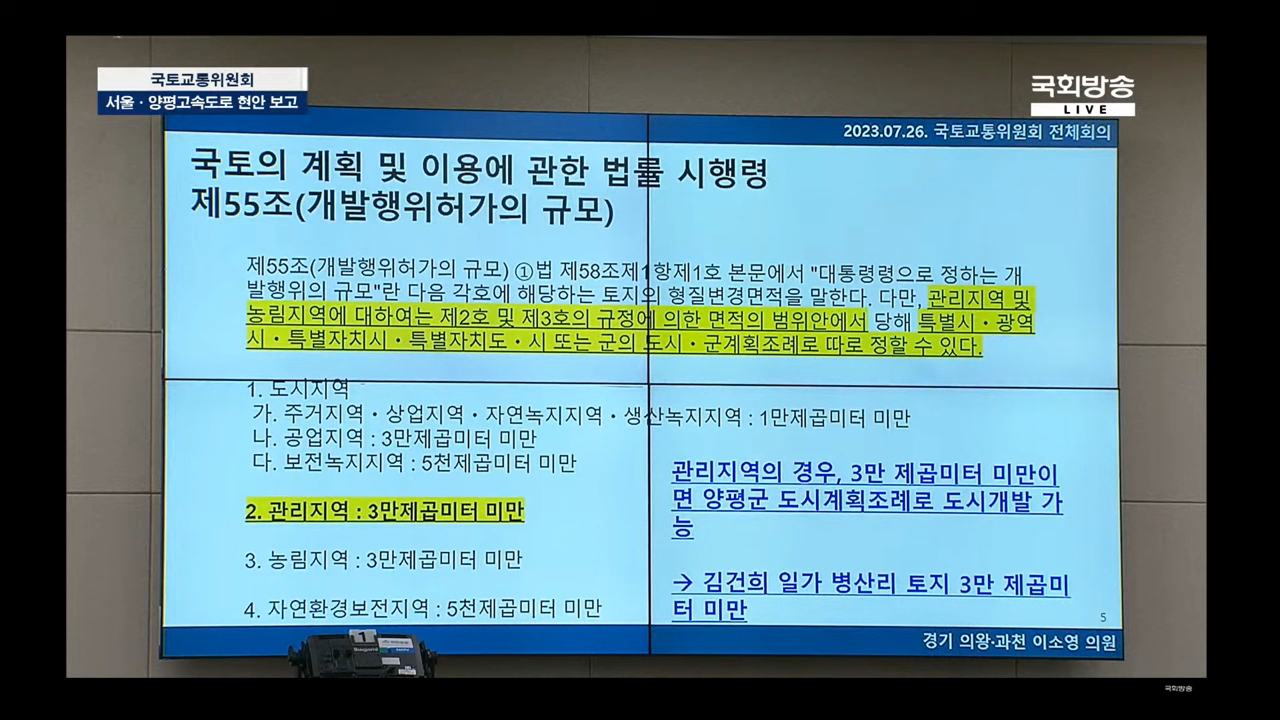 국토교통위원회
서울·양평고속도로 현안 보고
국회방송
LIVE
2023.07.26. 국토교통위원회 전체회의
국토의 계획 및 이용에 관한 법률 시행령
제55조(개발행위허가의 규모)
제55조(개발행위허가의 규모) ①법 제58조제1항제1호 본문에서 "대통령령으로 정하는 개
발행위의 규모"란 다음 각호에 해당하는 토지의 형질변경면적을 말한다. 다만, 관리지역 및
농림지역에 대하여는 제2호 및 제3호의 규정에 의한 면적의 범위안에서 당해 특별시·광역
시·특별자치시·특별자치도·시 또는 군의 도시·군계획조례로 따로 정할 수 있다.
1. 도시지역
가. 주거지역·상업지역·자연녹지지역·생산녹지지역 : 1만제곱미터 미만
나. 공업지역 : 3만제곱미터 미만
다. 보전녹지지역 : 5천제곱미터 미만
2. 관리지역 : 3만제곱미터 미만
3. 농림지역 : 3만제곱미터 미만
4. 자연환경보전지역 : 5천제곱미터 미만
관리지역의 경우, 3만 제곱미터 미만이
면 양평군 도시계획조례로 도시개발 가
능
→ 김건희 일가 병산리 토지 3만 제곱미
터 미만
5
경기 의왕·과천 이소영 의원
1
Ikegami
국회방송